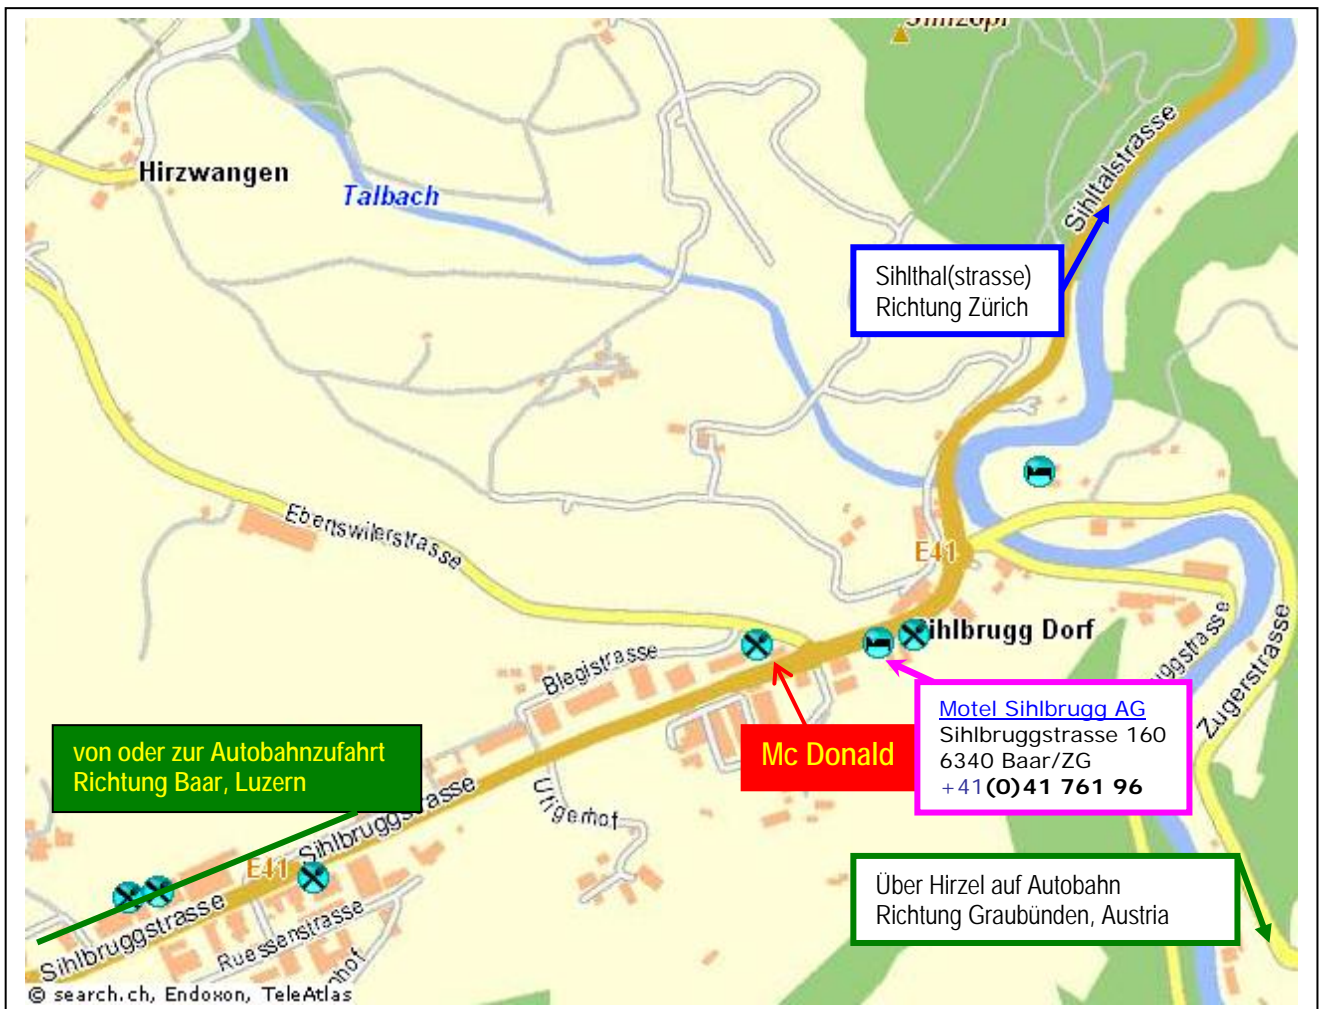 Hirzwangen
Talbach
Sihltalstrasse
Sihlthal(strasse)
Richtung Zürich
Ebertswilerstrasse
E41
Sihlbrugg Dorf
Blegistrasse
Zugerstrasse
Motel Sihlbrugg AG
Sihlbruggstrasse 160
6340 Baar/ZG
+41(0)41 761 96
Mc Donald
von oder zur Autobahnzufahrt
Richtung Baar, Luzern
Utigerhof
Sihlbruggstrasse
E41
Sihlbruggstrasse
Ruessenstrasse
Über Hirzel auf Autobahn
Richtung Graubünden, Austria
© search.ch, Endoxon, TeleAtlas